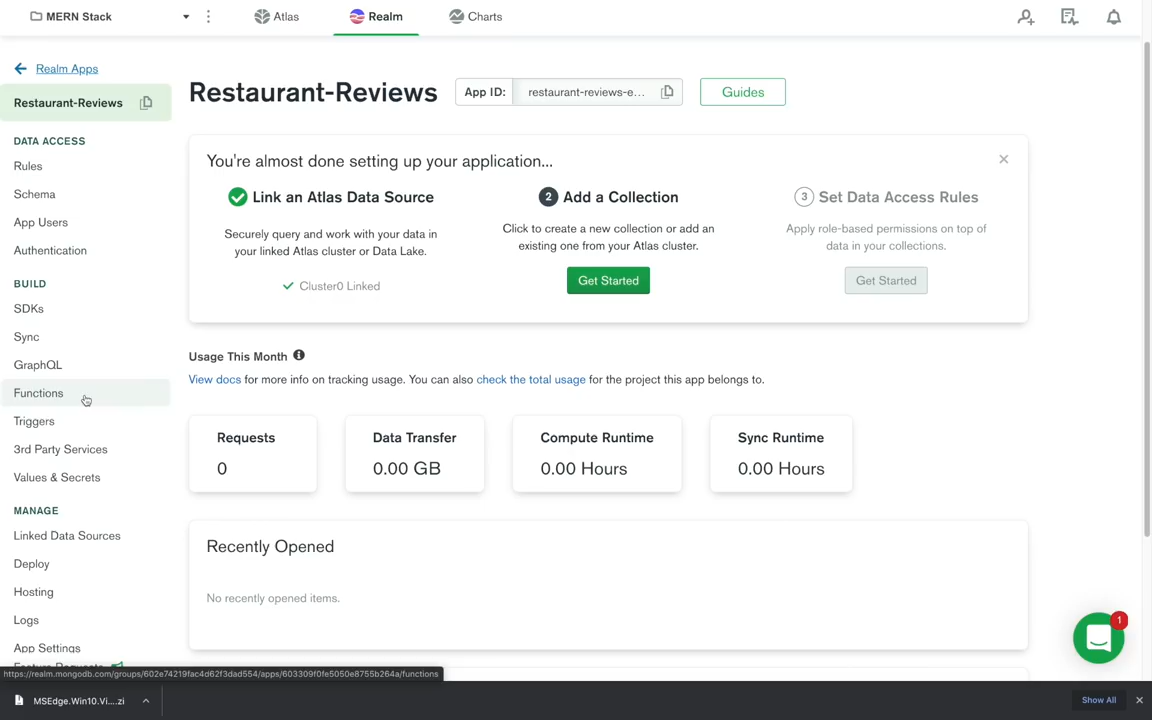 MERN Stack
Atlas
Realm
Charts
Realm Apps
Restaurant-Reviews
DATA ACCESS
Rules
Schema
App Users
Authentication
BUILD
SDKs
Sync
GraphQL
Functions
Triggers
3rd Party Services
Values & Secrets
MANAGE
Linked Data Sources
Deploy
Hosting
Logs
App Settings
Feature Requests
Restaurant-Reviews
App ID: restaurant-reviews-e...
Guides
You're almost done setting up your application...
Link an Atlas Data Source
Securely query and work with your data in
your linked Atlas cluster or Data Lake.
Cluster0 Linked
2 Add a Collection
Click to create a new collection or add an
existing one from your Atlas cluster.
Get Started
3 Set Data Access Rules
Apply role-based permissions on top of
data in your collections.
Get Started
Usage This Month
View docs for more info on tracking usage. You can also check the total usage for the project this app belongs to.
Requests
0
Data Transfer
0.00 GB
Compute Runtime
0.00 Hours
Sync Runtime
0.00 Hours
Recently Opened
No recently opened items.
1
https://realm.mongodb.com/groups/602e74219fac4d62f3dad554/apps/603309f0fe5050e8755b264a/functions
MSEdge.Win10.Vi....zi
Show All